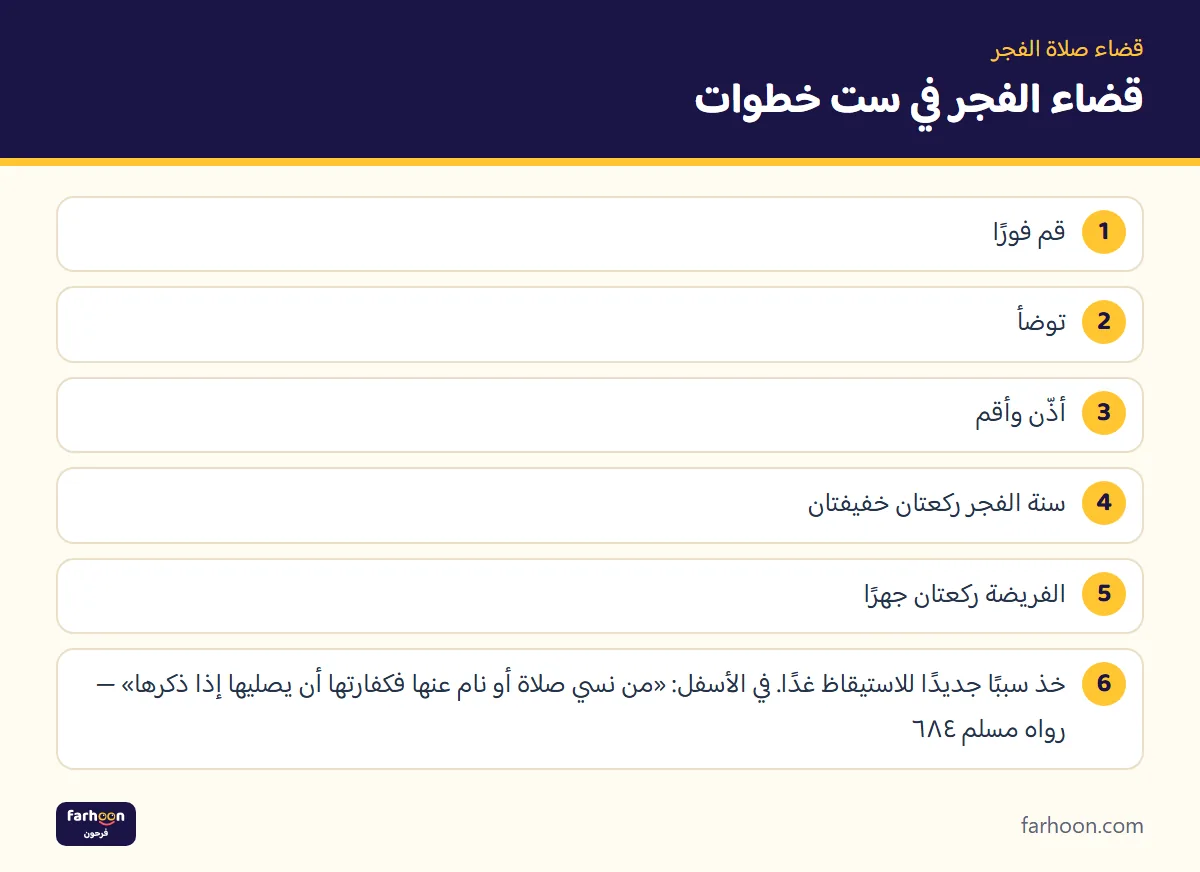 قضاء صلاة الفجر
قضاء الفجر في ست خطوات
1 قم فورًا
2 توضأ
3 أذّن وأقم
4 سنة الفجر ركعتان خفيفتان
5 الفريضة ركعتان جهرًا
6 خذ سببًا جديدًا للاستيقاظ غدًا. في الأسفل: «من نسي صلاة أو نام عنها فكفارتها أن يصليها إذا ذكرها» —
رواه مسلم ٦٨٤
farhoon.com
farhoon
فرحون